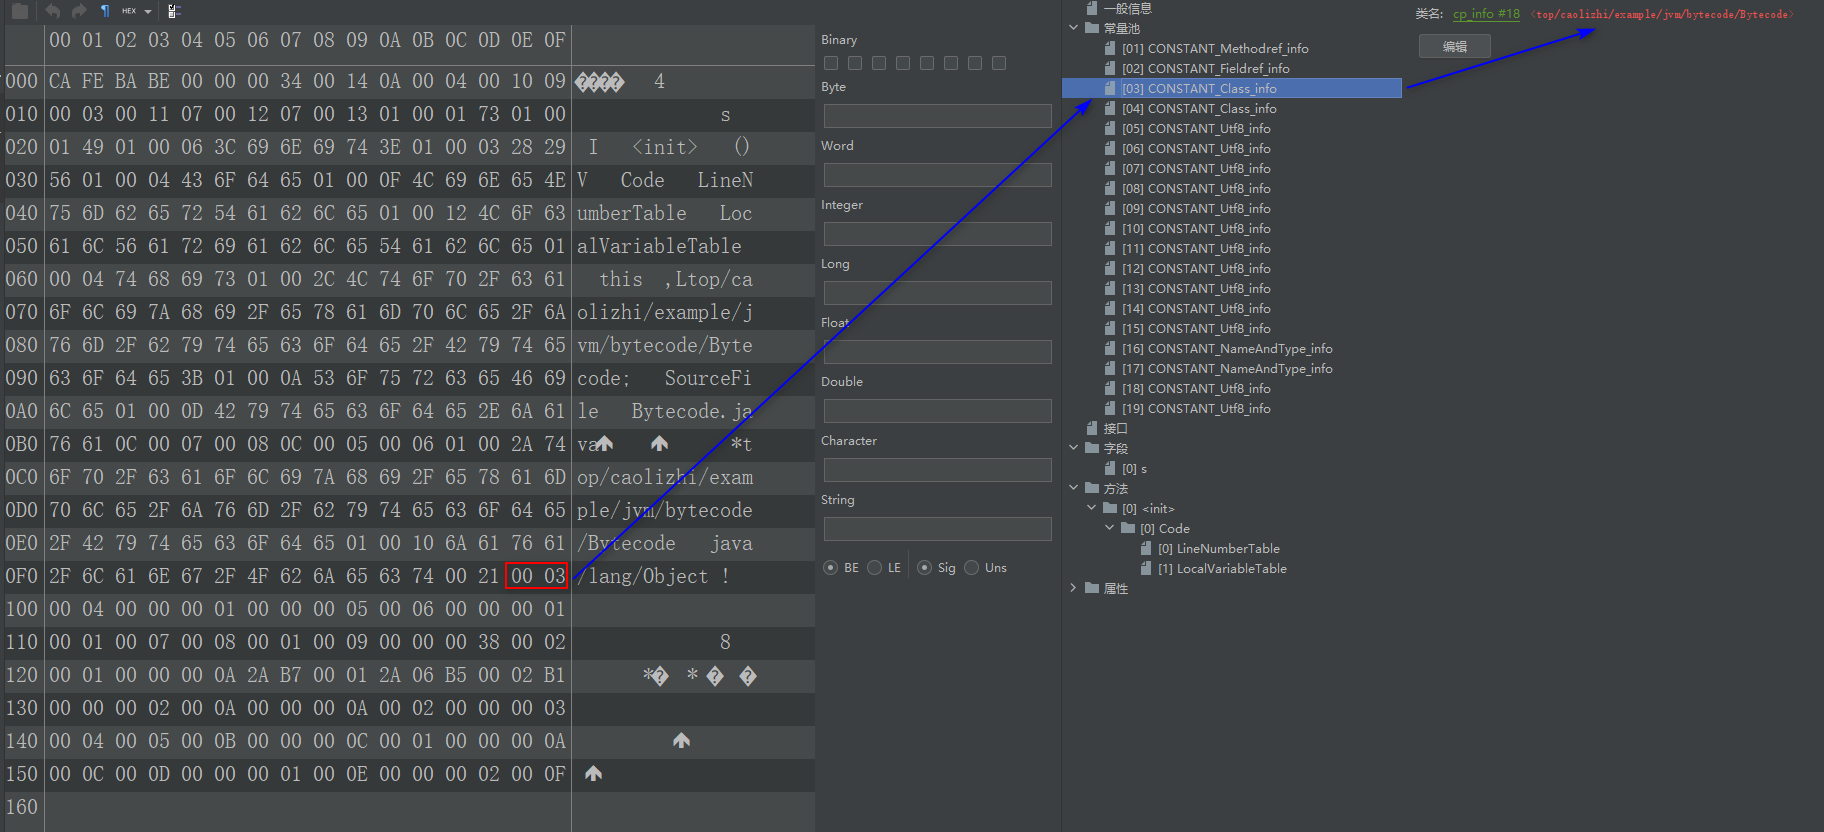 HEX
00 01 02 03 04 05 06 07 08 09 0A 0B 0C 0D 0E 0F
000 CA FE BA BE 00 00 00 34 00 14 0A 00 04 00 10 09 ���� 4
010 00 03 00 11 07 00 12 07 00 13 01 00 01 73 01 00 s
020 01 49 01 00 06 3C 69 6E 69 74 3E 01 00 03 28 29 I <init> ()
030 56 01 00 04 43 6F 64 65 01 00 0F 4C 69 6E 65 4E V Code LineN
040 75 6D 62 65 72 54 61 62 6C 65 01 00 12 4C 6F 63 umberTable Loc
050 61 6C 56 61 72 69 61 62 6C 65 54 61 62 6C 65 01 alVariableTable
060 00 04 74 68 69 73 01 00 2C 4C 74 6F 70 2F 63 61 this ,Ltop/ca
070 6F 6C 69 7A 68 69 2F 65 78 61 6D 70 6C 65 2F 6A olizhi/example/j
080 76 6D 2F 62 79 74 65 63 6F 64 65 2F 42 79 74 65 vm/bytecode/Byte
090 63 6F 64 65 3B 01 00 0A 53 6F 75 72 63 65 46 69 code; SourceFi
0A0 6C 65 01 00 0D 42 79 74 65 63 6F 64 65 2E 6A 61 le Bytecode.ja
0B0 76 61 0C 00 07 00 08 0C 00 05 00 06 01 00 2A 74 va *t
0C0 6F 70 2F 63 61 6F 6C 69 7A 68 69 2F 65 78 61 6D op/caolizhi/exam
0D0 70 6C 65 2F 6A 76 6D 2F 62 79 74 65 63 6F 64 65 ple/jvm/bytecode
0E0 2F 42 79 74 65 63 6F 64 65 01 00 10 6A 61 76 61 /Bytecode java
0F0 2F 6C 61 6E 67 2F 4F 62 6A 65 63 74 00 21 00 03 /lang/Object !
100 00 04 00 00 00 01 00 00 00 05 00 06 00 00 00 01
110 00 01 00 07 00 08 00 01 00 09 00 00 00 38 00 02 8
120 00 01 00 00 00 0A 2A B7 00 01 2A 06 B5 00 02 B1 *� * � �
130 00 00 00 02 00 0A 00 00 00 0A 00 02 00 00 00 03
140 00 04 00 05 00 0B 00 00 00 0C 00 01 00 00 00 0A
150 00 0C 00 0D 00 00 00 01 00 0E 00 00 00 02 00 0F
160
Binary
Byte
Word
Integer
Long
Float
Double
Character
String
BE LE Sig Uns
一般信息
常量池
[01] CONSTANT_Methodref_info
[02] CONSTANT_Fieldref_info
[03] CONSTANT_Class_info
[04] CONSTANT_Class_info
[05] CONSTANT_Utf8_info
[06] CONSTANT_Utf8_info
[07] CONSTANT_Utf8_info
[08] CONSTANT_Utf8_info
[09] CONSTANT_Utf8_info
[10] CONSTANT_Utf8_info
[11] CONSTANT_Utf8_info
[12] CONSTANT_Utf8_info
[13] CONSTANT_Utf8_info
[14] CONSTANT_Utf8_info
[15] CONSTANT_Utf8_info
[16] CONSTANT_NameAndType_info
[17] CONSTANT_NameAndType_info
[18] CONSTANT_Utf8_info
[19] CONSTANT_Utf8_info
接口
字段
[0] s
方法
[0] <init>
[0] Code
[0] LineNumberTable
[1] LocalVariableTable
属性
类名: cp_info #18 <top/caolizhi/example/jvm/bytecode/Bytecode>
编辑